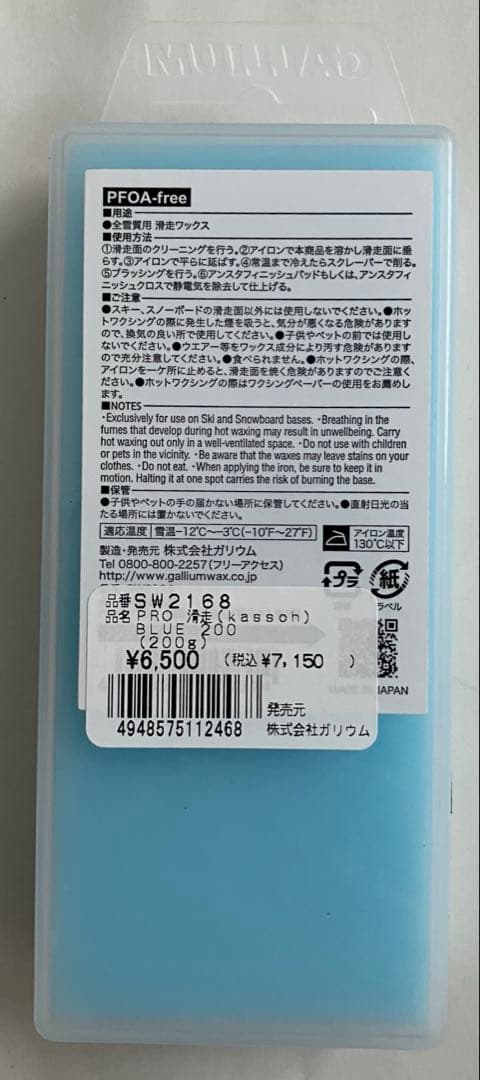 GALLIUM
PFOA-free
■用途
●全雪質用 滑走ワックス
■使用方法
①滑走面のクリーニングを行う。②アイロンで本商品を溶かし滑走面に垂
らす。③アイロンで平らに延ばす。④常温まで冷えたらスクレーパーで削る。
⑤ブラッシングを行う。⑥アンスタフィニッシュパッドもしくは、アンスタフィ
ニッシュクロスで静電気を除去して仕上げる。
■ご注意
●スキー、スノーボードの滑走面以外には使用しないでください。●ホッ
トワクシングの際に発生した煙を吸うと、気分が悪くなる危険があります
ので、換気の良い所で使用してください。●子供やペットの前では使用し
ないでください。●ウエアー等をワックス成分により汚す危険があります
ので充分注意してください。●食べられません。●ホットワクシングの際、
アイロンを一ケ所に止めると、滑走面を焼く危険がありますのでご注意く
ださい。●ホットワクシングの際はワクシングペーパーの使用をお薦めし
ます。
■NOTES
・Exclusively for use on Ski and Snowboard bases. ・Breathing in the
fumes that develop during hot waxing may result in unwellbeing. Carry
hot waxing out only in a well-ventilated space. ・Do not use with children
or pets in the vicinity. ・Be aware that the waxes may leave stains on your
clothes. ・Do not eat. ・When applying the iron, be sure to keep it in
motion. Halting it at one spot carries the risk of burning the base.
■保管
●子供やペットの手の届かない場所に保管してください。●直射日光の当
たる場所には置かないでください。
適応温度 雪温-12℃〜-3℃(-10°F〜27°F)
アイロン温度
130℃以下
製造・発売元 株式会社ガリウム
Tel 0800-800-2257(フリーアクセス)
http://www.galliumwax.co.jp
プラ
紙
ラベル
品番SW2168
品名 PRO 滑走(kassoh)
BLUE 200
(200g)
¥6,500 (税込¥7,150 )
4948575112468
発売元
株式会社ガリウム
JAPAN